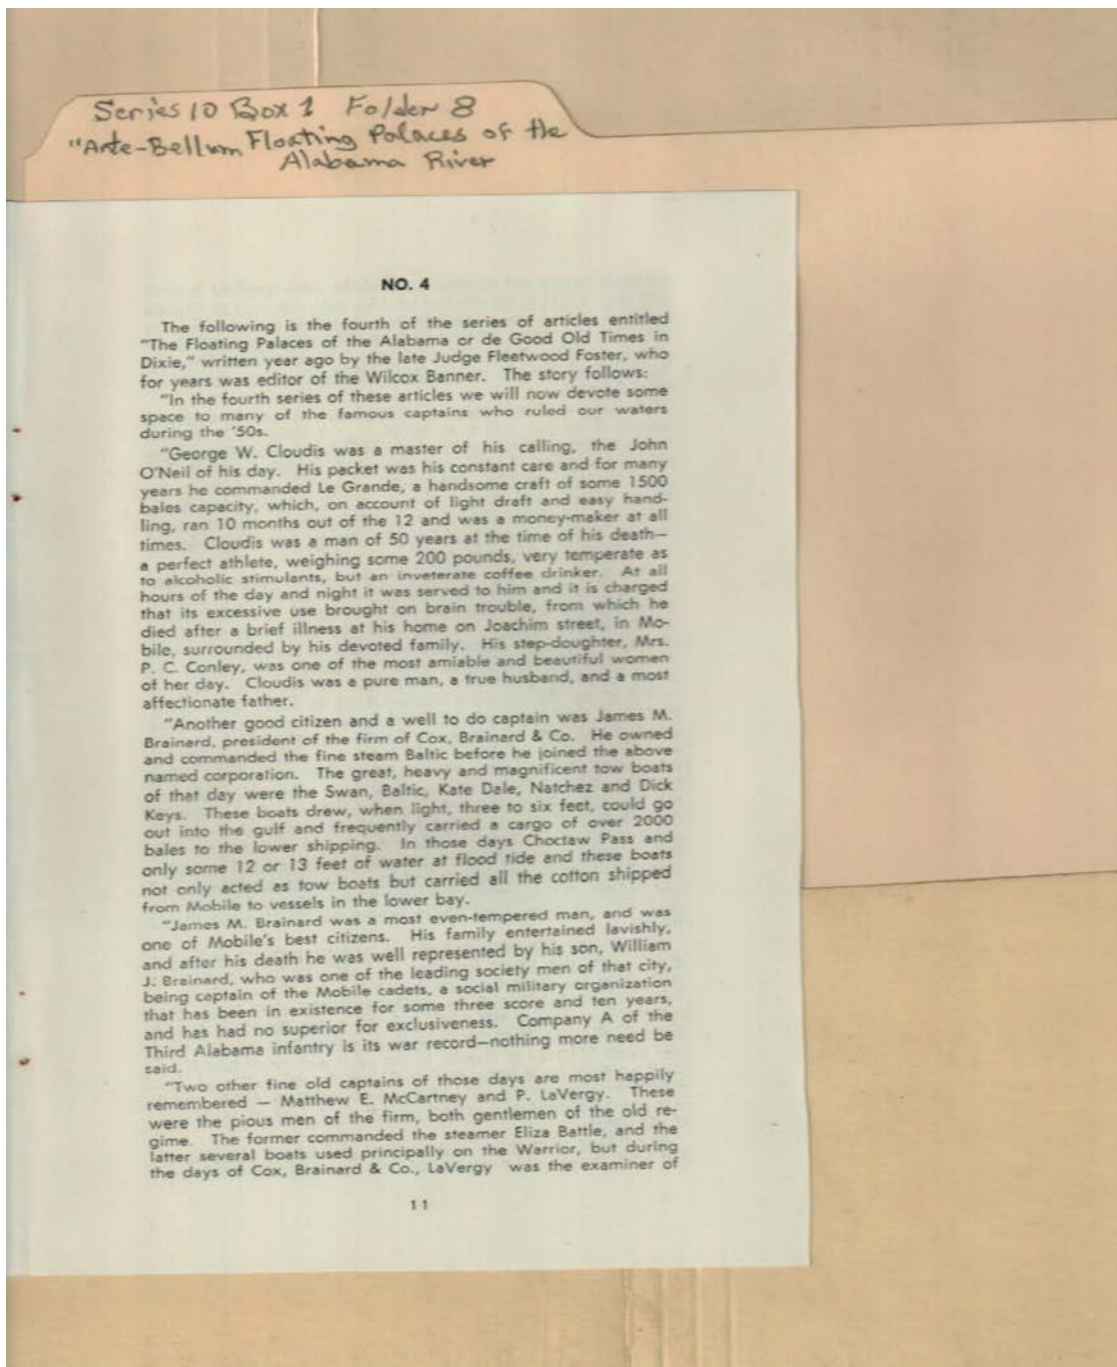 Series 10 Box 1 Folder 8
"Ante-Bellum Floating Palaces of the
Alabama River
NO. 4
The following is the fourth of the series of articles entitled
"The Floating Palaces of the Alabama or de Good Old Times in
Dixie," written year ago by the late Judge Fleetwood Foster, who
for years was editor of the Wilcox Banner. The story follows:
"In the fourth series of these articles we will now devote some
space to many of the famous captains who ruled our waters
during the '50s.
"George W. Cloudis was a master of his calling, the John
O'Neil of his day. His packet was his constant care and for many
years he commanded Le Grande, a handsome craft of some 1500
bales capacity, which, on account of light draft and easy hand-
ling, ran 10 months out of the 12 and was a money-maker at all
times. Cloudis was a man of 50 years at the time of his death—
a perfect athlete, weighing some 200 pounds, very temperate as
to alcoholic stimulants, but an inveterate coffee drinker. At all
hours of the day and night it was served to him and it is charged
that its excessive use brought on brain trouble, from which he
died after a brief illness at his home on Joachim street, in Mo-
bile, surrounded by his devoted family. His step-doughter, Mrs.
P. C. Conley, was one of the most amiable and beautiful women
of her day. Cloudis was a pure man, a true husband, and a most
affectionate father.
"Another good citizen and a well to do captain was James M.
Brainard, president of the firm of Cox, Brainard & Co. He owned
and commanded the fine steam Baltic before he joined the above
named corporation. The great, heavy and magnificent tow boats
of that day were the Swan, Baltic, Kate Dale, Natchez and Dick
Keys. These boats drew, when light, three to six feet, could go
out into the gulf and frequently carried a cargo of over 2000
bales to the lower shipping. In those days Choctaw Pass and
only some 12 or 13 feet of water at flood tide and these boats
not only acted as tow boats but carried all the cotton shipped
from Mobile to vessels in the lower bay.
"James M. Brainard was a most even-tempered man, and was
one of Mobile's best citizens. His family entertained lavishly,
and after his death he was well represented by his son, William
J. Brainard, who was one of the leading society men of that city,
being captain of the Mobile cadets, a social military organization
that has been in existence for some three score and ten years,
and has had no superior for exclusiveness. Company A of the
Third Alabama infantry is its war record—nothing more need be
said.
"Two other fine old captains of those days are most happily
remembered — Matthew E. McCartney and P. LaVergy. These
were the pious men of the firm, both gentlemen of the old re-
gime. The former commanded the steamer Eliza Battle, and the
latter several boats used principally on the Warrior, but during
the days of Cox, Brainard & Co., LaVergy was the examiner of
11